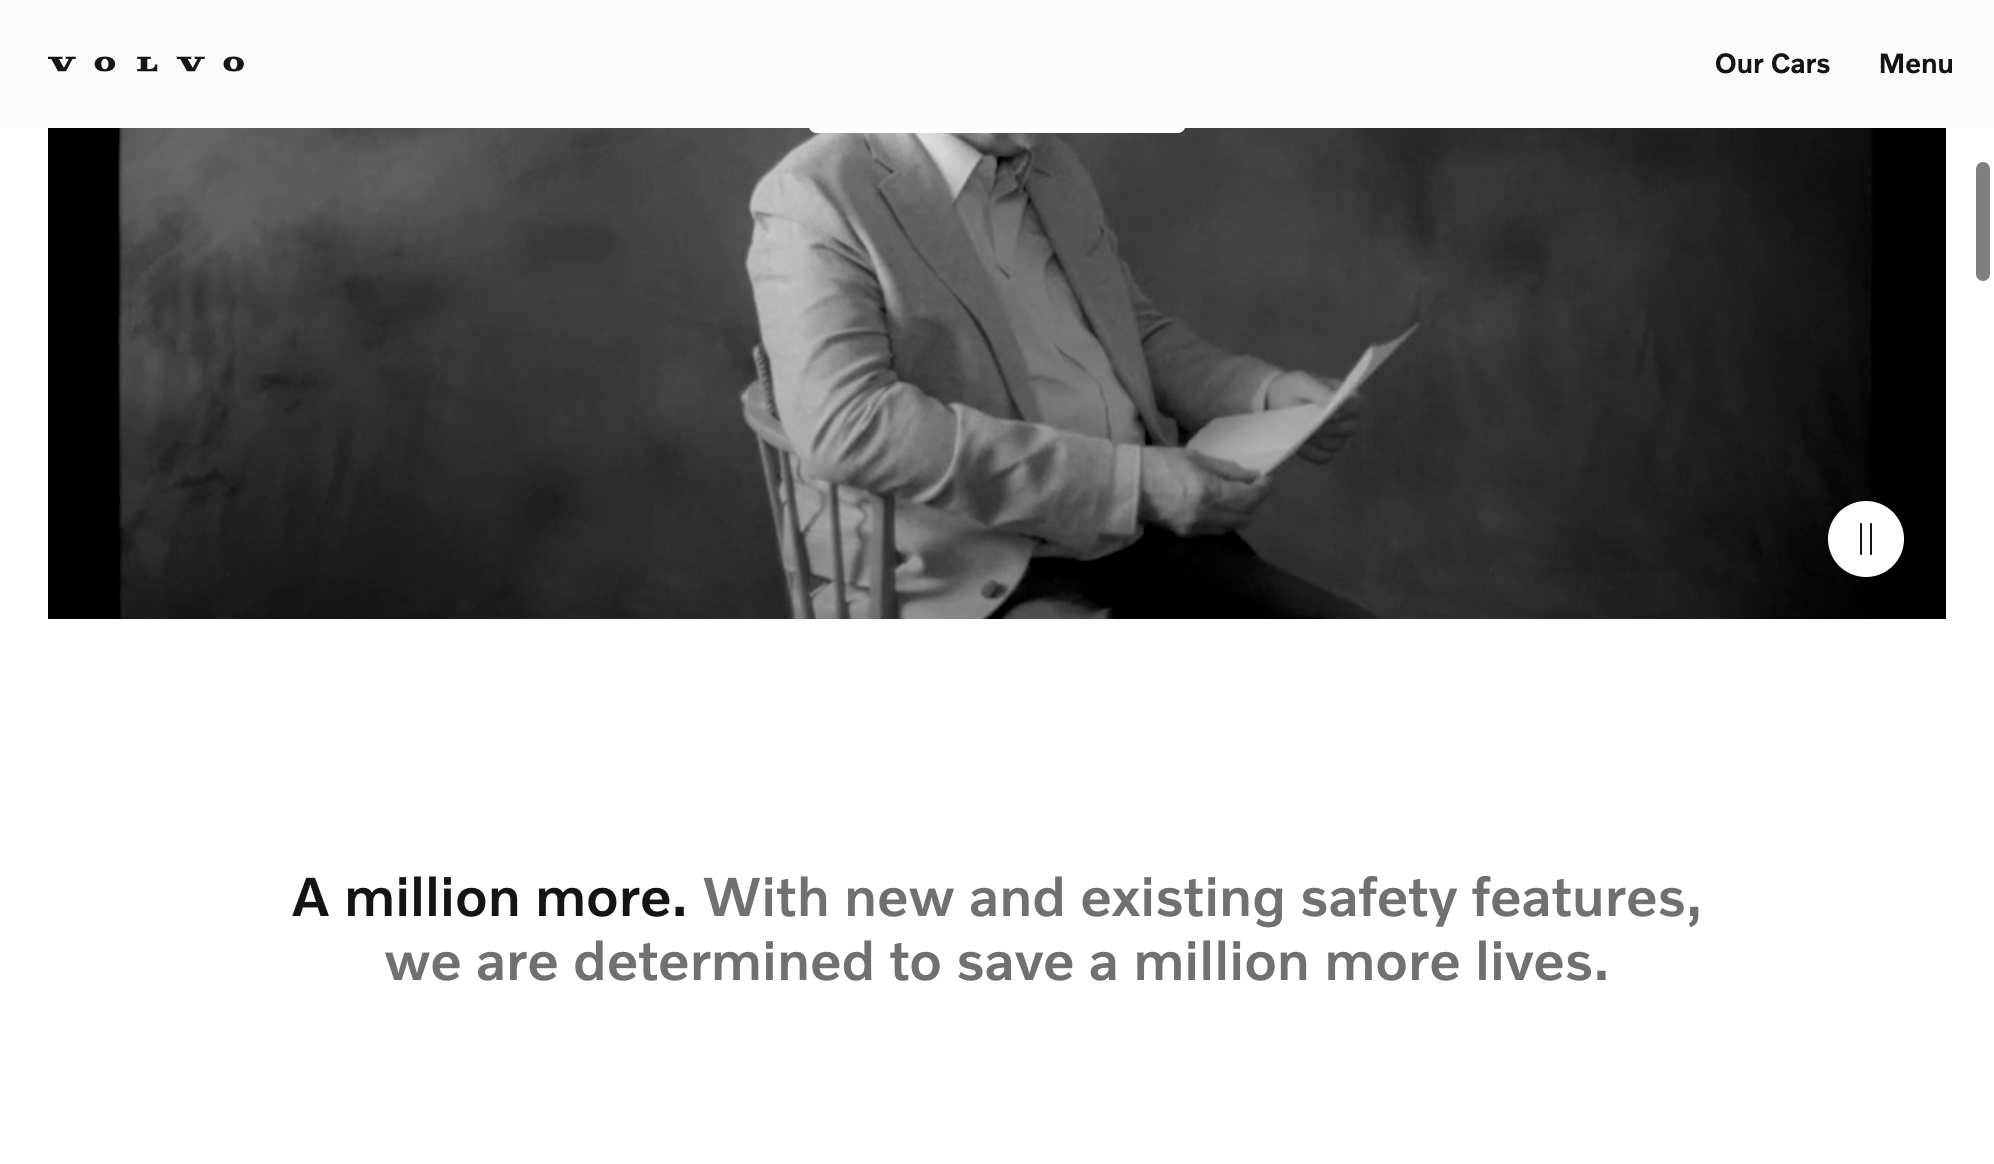 VOLVO
Our Cars
Menu
A million more. With new and existing safety features,
we are determined to save a million more lives.